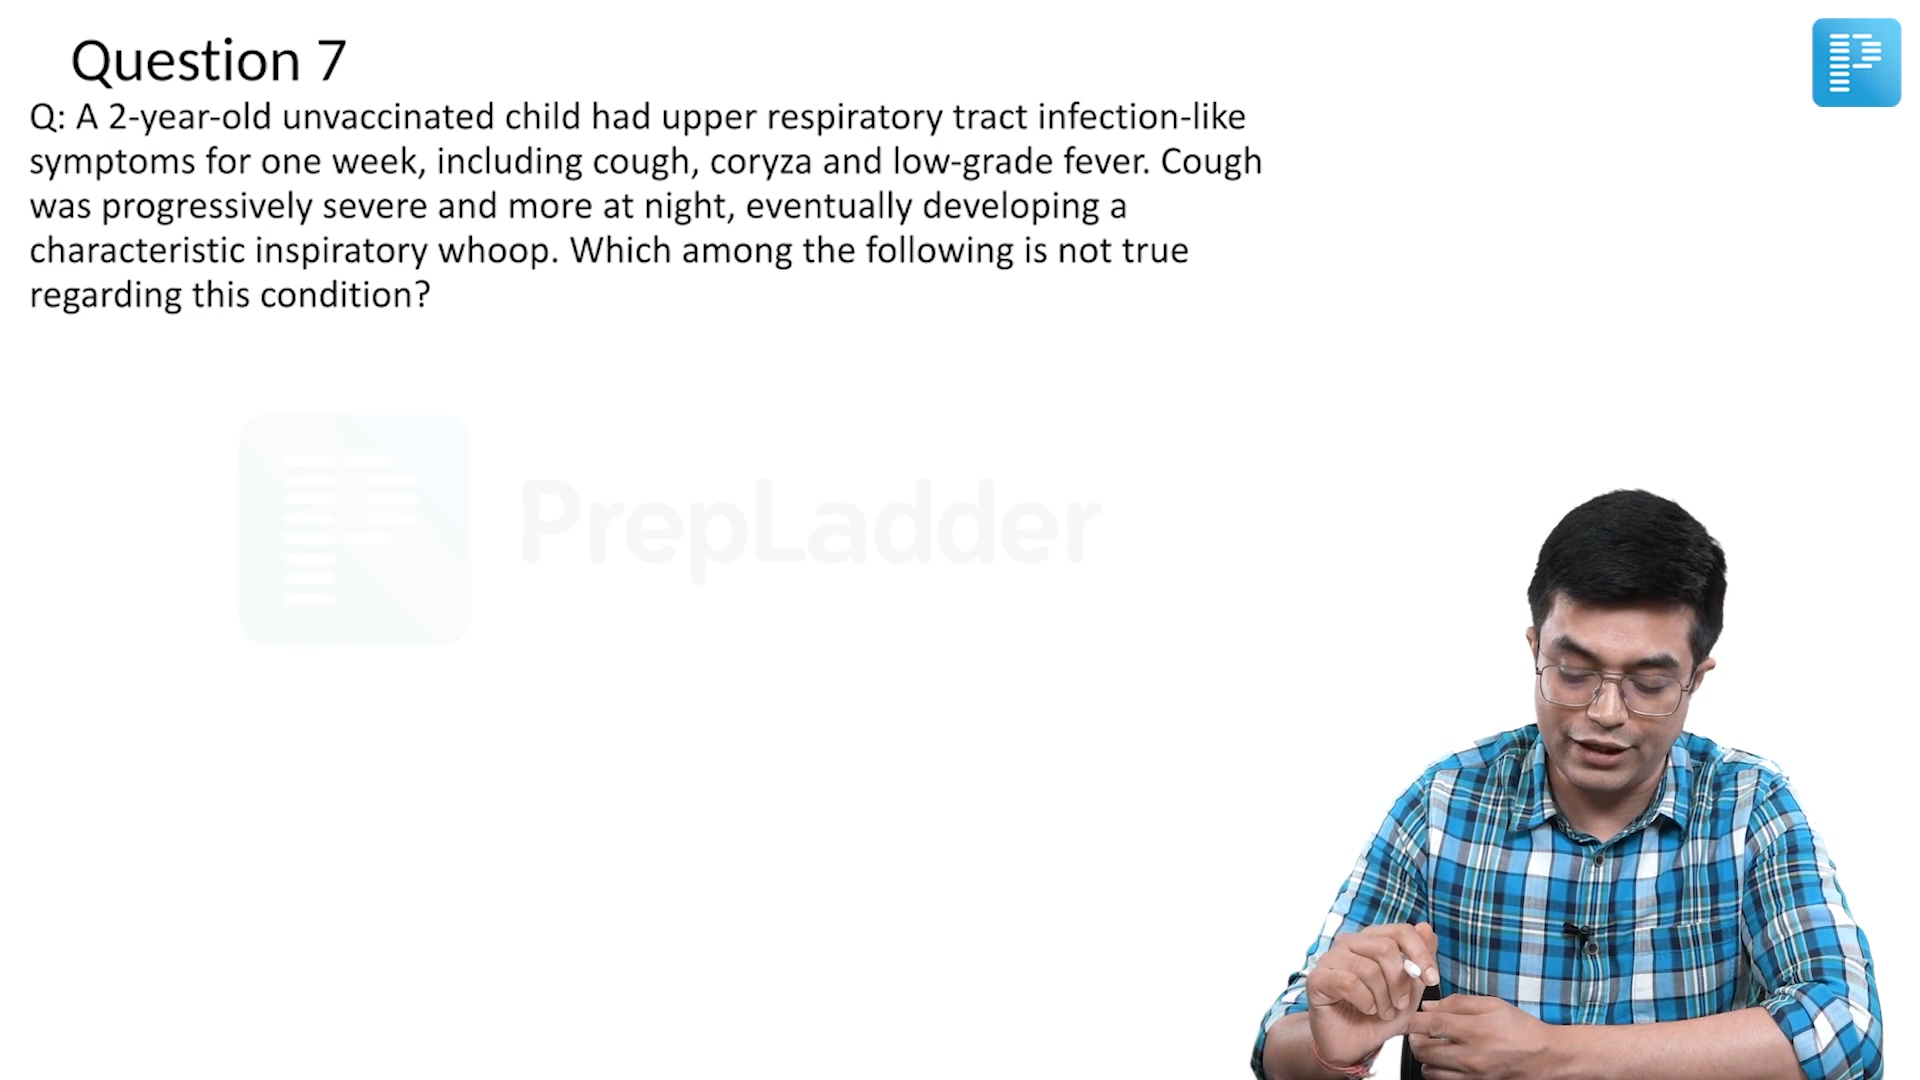 Question 7
Q: A 2-year-old unvaccinated child had upper respiratory tract infection-like
symptoms for one week, including cough, coryza and low-grade fever. Cough
was progressively severe and more at night, eventually developing a
characteristic inspiratory whoop. Which among the following is not true
regarding this condition?
PrepLadder